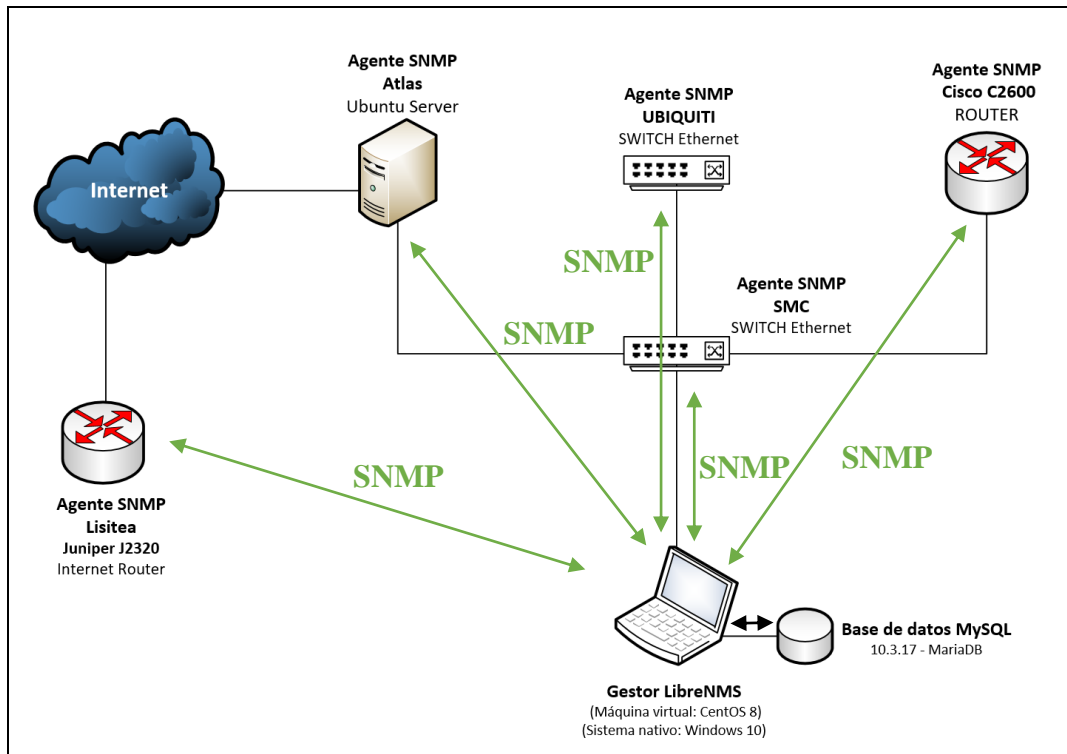 Agente SNMP
Atlas
Ubuntu Server
Agente SNMP
UBIQUITI
SWITCH Ethernet
Agente SNMP
Cisco C2600
ROUTER
Internet
SNMP
Agente SNMP
SMC
SWITCH Ethernet
SNMP
SNMP
SNMP
SNMP
Agente SNMP
Lisitea
Juniper J2320
Internet Router
Base de datos MySQL
10.3.17 - MariaDB
Gestor LibreNMS
(Máquina virtual: CentOS 8)
(Sistema nativo: Windows 10)